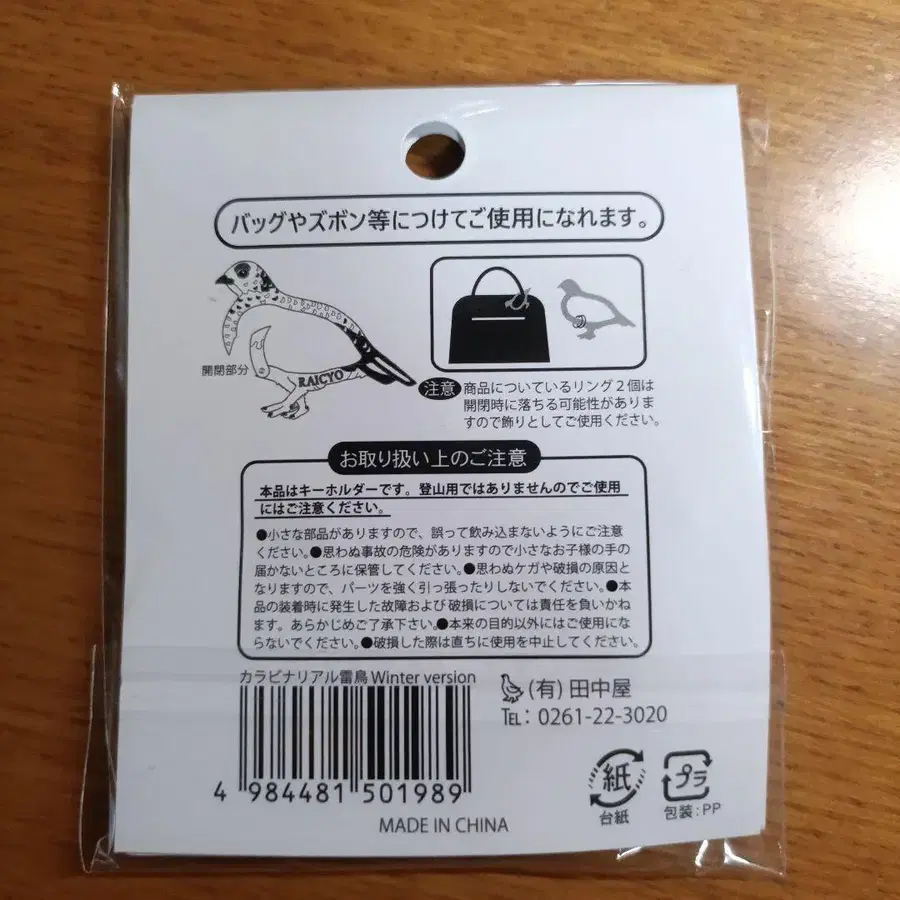 バッグやズボン等につけてご使用になれます。
開閉部分
RAICYO
注意 商品についているリング２個は
開閉時に落ちる可能性がありま
すので飾りとしてご使用ください。
お取り扱い上のご注意
本品はキーホルダーです。登山用ではありませんのでご使用
にはご注意ください。
●小さな部品がありますので、誤って飲み込まないようにご注意
ください。●思わぬ事故の危険がありますので小さなお子様の手の
届かないところに保管してください。●思わぬケガや破損の原因と
なりますので、パーツを強く引っ張ったりしないでください。●本
品の装着時に発生した故障および破損については責任を負いかね
ます。あらかじめご了承下さい。●本来の目的以外にはご使用にな
らないでください。●破損した際は直ちに使用を中止してください。
カラビナリアル雷鳥 Winter version
(有) 田中屋
TEL: 0261-22-3020
4 984481 501989
MADE IN CHINA
紙
台紙
プラ
包装:PP